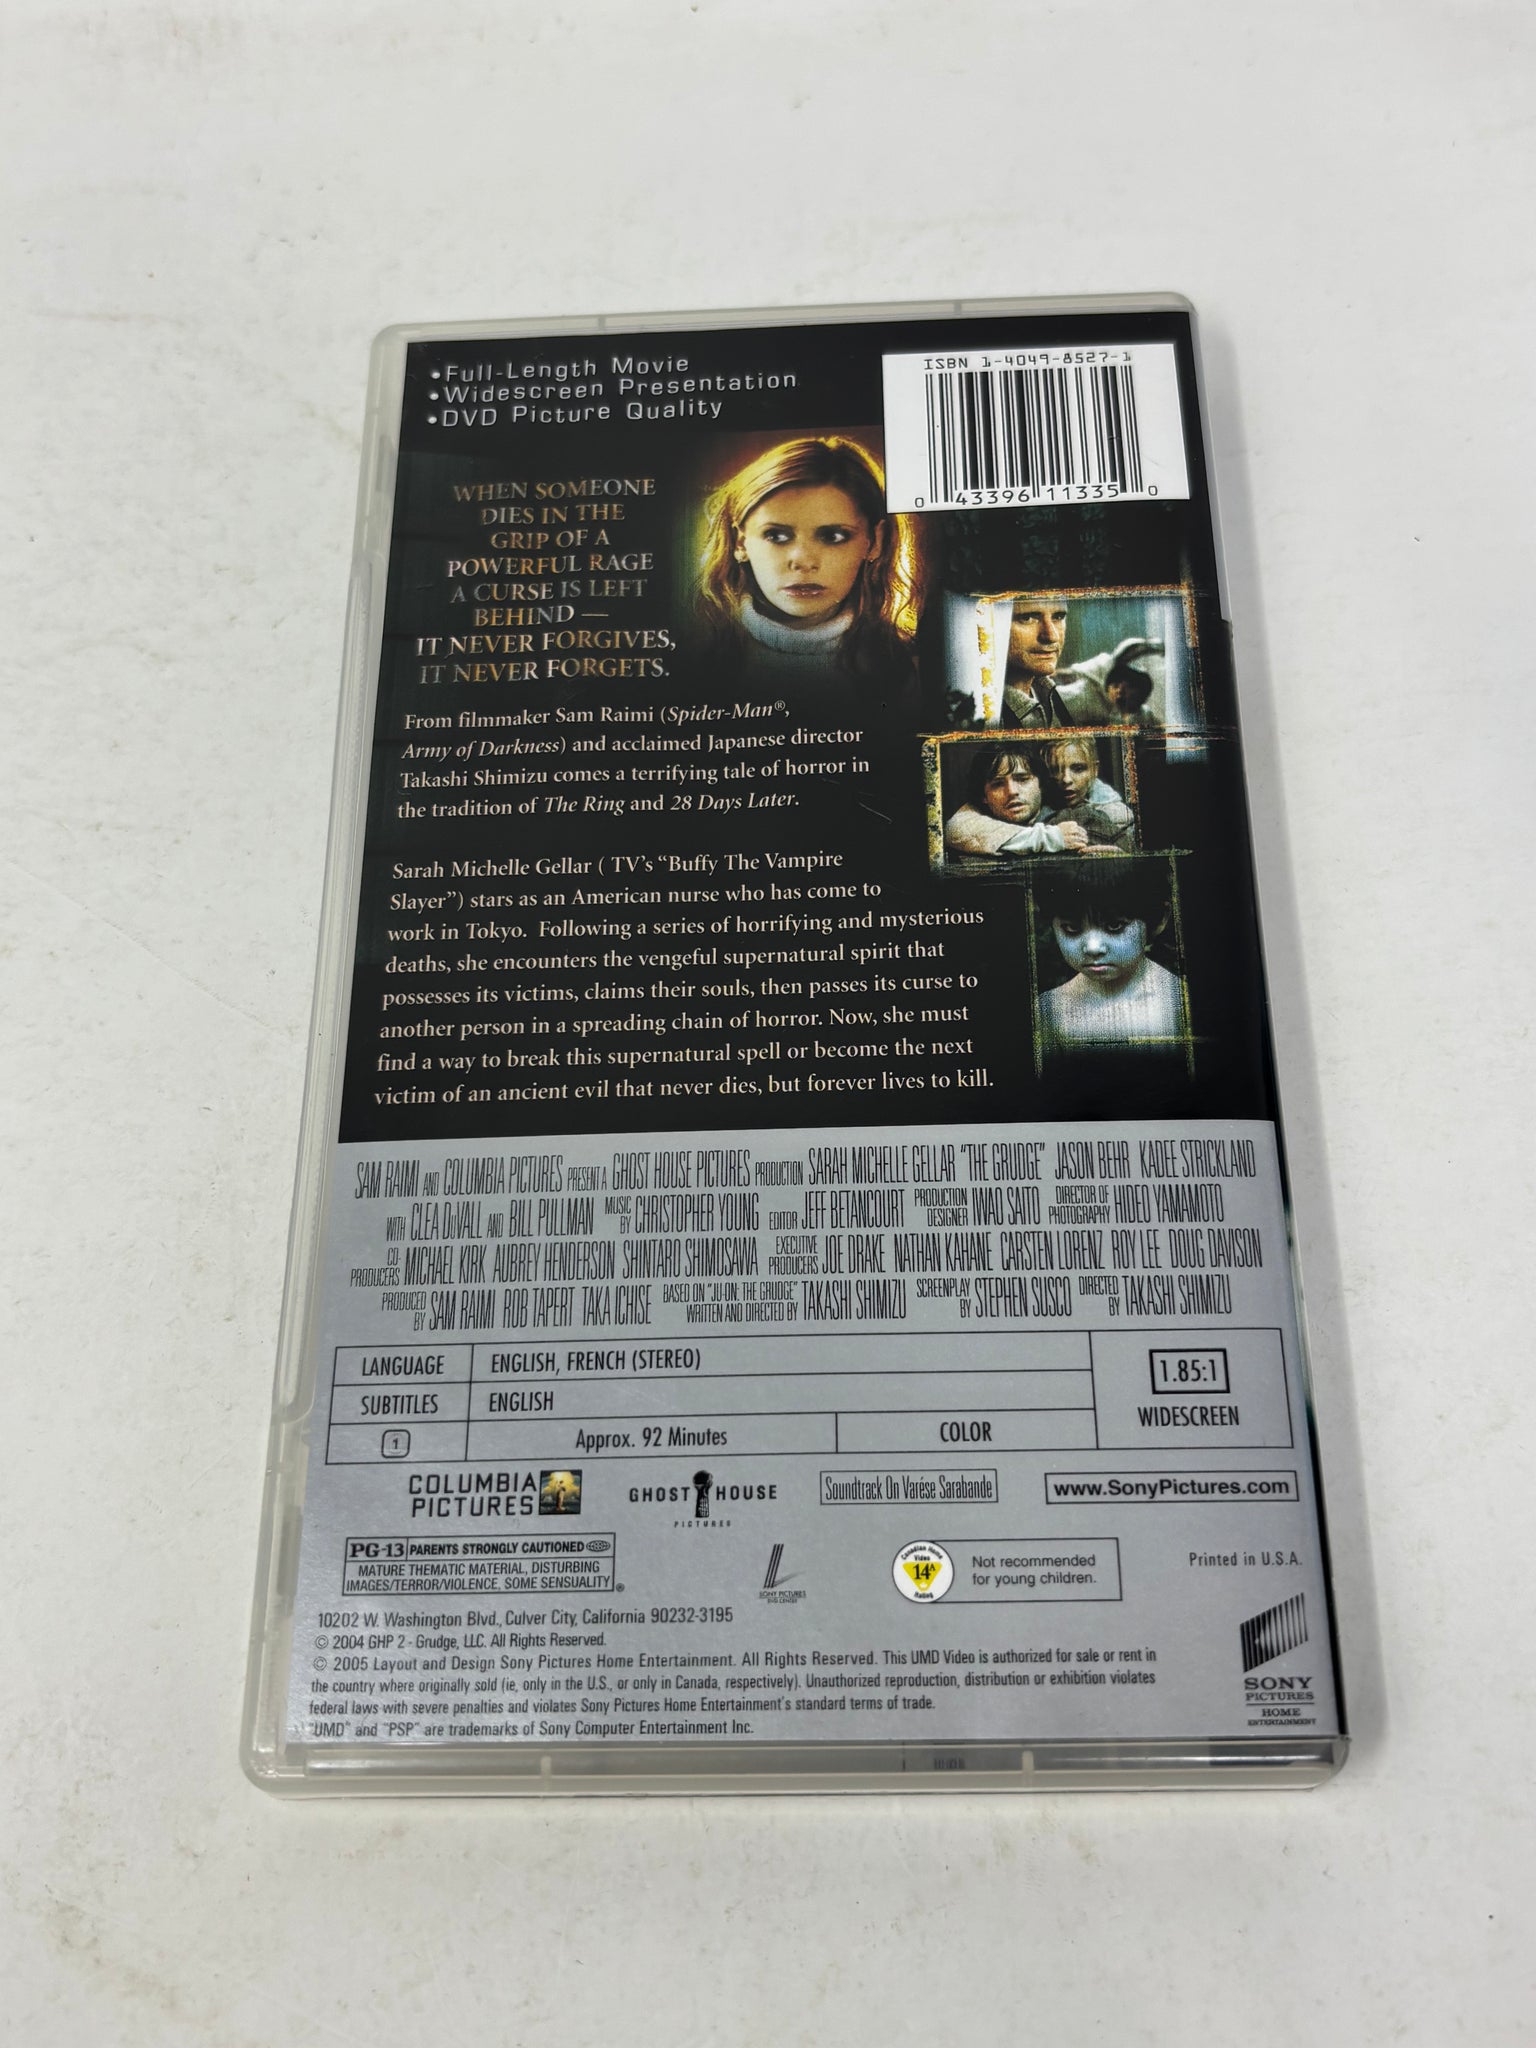 •Full-Length Movie
•Widescreen Presentation
•DVD Picture Quality
ISBN 1-4049-8527-1
0 43396 11335 0
WHEN SOMEONE
DIES IN THE
GRIP OF A
POWERFUL RAGE
A CURSE IS LEFT
BEHIND —
IT NEVER FORGIVES,
IT NEVER FORGETS.
From filmmaker Sam Raimi (Spider-Man®,
Army of Darkness) and acclaimed Japanese director
Takashi Shimizu comes a terrifying tale of horror in
the tradition of The Ring and 28 Days Later.
Sarah Michelle Gellar ( TV's “Buffy The Vampire
Slayer”) stars as an American nurse who has come to
work in Tokyo. Following a series of horrifying and mysterious
deaths, she encounters the vengeful supernatural spirit that
possesses its victims, claims their souls, then passes its curse to
another person in a spreading chain of horror. Now, she must
find a way to break this supernatural spell or become the next
victim of an ancient evil that never dies, but forever lives to kill.
SAM RAIMI AND COLUMBIA PICTURES PRESENT A GHOST HOUSE PICTURES PRODUCTION SARAH MICHELLE GELLAR “THE GRUDGE” JASON BEHR KADEE STRICKLAND
WITH CLEA DuVALL AND BILL PULLMAN MUSIC BY CHRISTOPHER YOUNG EDITOR JEFF BETANCOURT PRODUCTION DESIGNER IWAO SAITO DIRECTOR OF PHOTOGRAPHY HIDEO YAMAMOTO
CO-PRODUCERS MICHAEL KIRK AUBREY HENDERSON SHINTARO SHIMOSAWA EXECUTIVE PRODUCERS JOE DRAKE NATHAN KAHANE CARSTEN LORENZ ROY LEE DOUG DAVISON
PRODUCED BY SAM RAIMI ROB TAPERT TAKA ICHISE BASED ON “JU-ON: THE GRUDGE” WRITTEN AND DIRECTED BY TAKASHI SHIMIZU SCREENPLAY BY STEPHEN SUSCO DIRECTED BY TAKASHI SHIMIZU
LANGUAGE ENGLISH, FRENCH (STEREO)
SUBTITLES ENGLISH
1 Approx. 92 Minutes COLOR
1.85:1
WIDESCREEN
COLUMBIA
PICTURES
GHOST HOUSE
PICTURES
Soundtrack On Varése Sarabande
www.SonyPictures.com
PG-13 PARENTS STRONGLY CAUTIONED
MATURE THEMATIC MATERIAL, DISTURBING
IMAGES/TERROR/VIOLENCE, SOME SENSUALITY ®
SONY PICTURES
DVD CENTER
Canadian Home
Video
14A
Rating
Not recommended
for young children.
Printed in U.S.A.
10202 W. Washington Blvd., Culver City, California 90232-3195
© 2004 GHP 2 - Grudge, LLC. All Rights Reserved.
© 2005 Layout and Design Sony Pictures Home Entertainment. All Rights Reserved. This UMD Video is authorized for sale or rent in
the country where originally sold (ie, only in the U.S., or only in Canada, respectively). Unauthorized reproduction, distribution or exhibition violates
federal laws with severe penalties and violates Sony Pictures Home Entertainment's standard terms of trade.
"UMD" and "PSP" are trademarks of Sony Computer Entertainment Inc.
SONY
PICTURES
HOME
ENTERTAINMENT